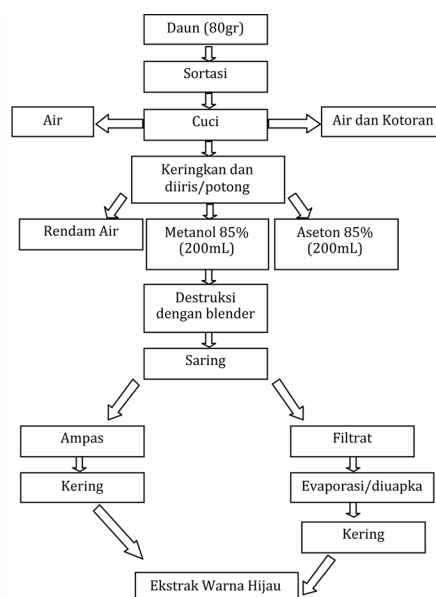 Daun (80gr)
Sortasi
Air
Cuci
Air dan Kotoran
Keringkan dan
diiris/potong
Rendam Air
Metanol 85%
(200mL)
Aseton 85%
(200mL)
Destruksi
dengan blender
Saring
Ampas
Filtrat
Kering
Evaporasi/diuapka
Kering
Ekstrak Warna Hijau